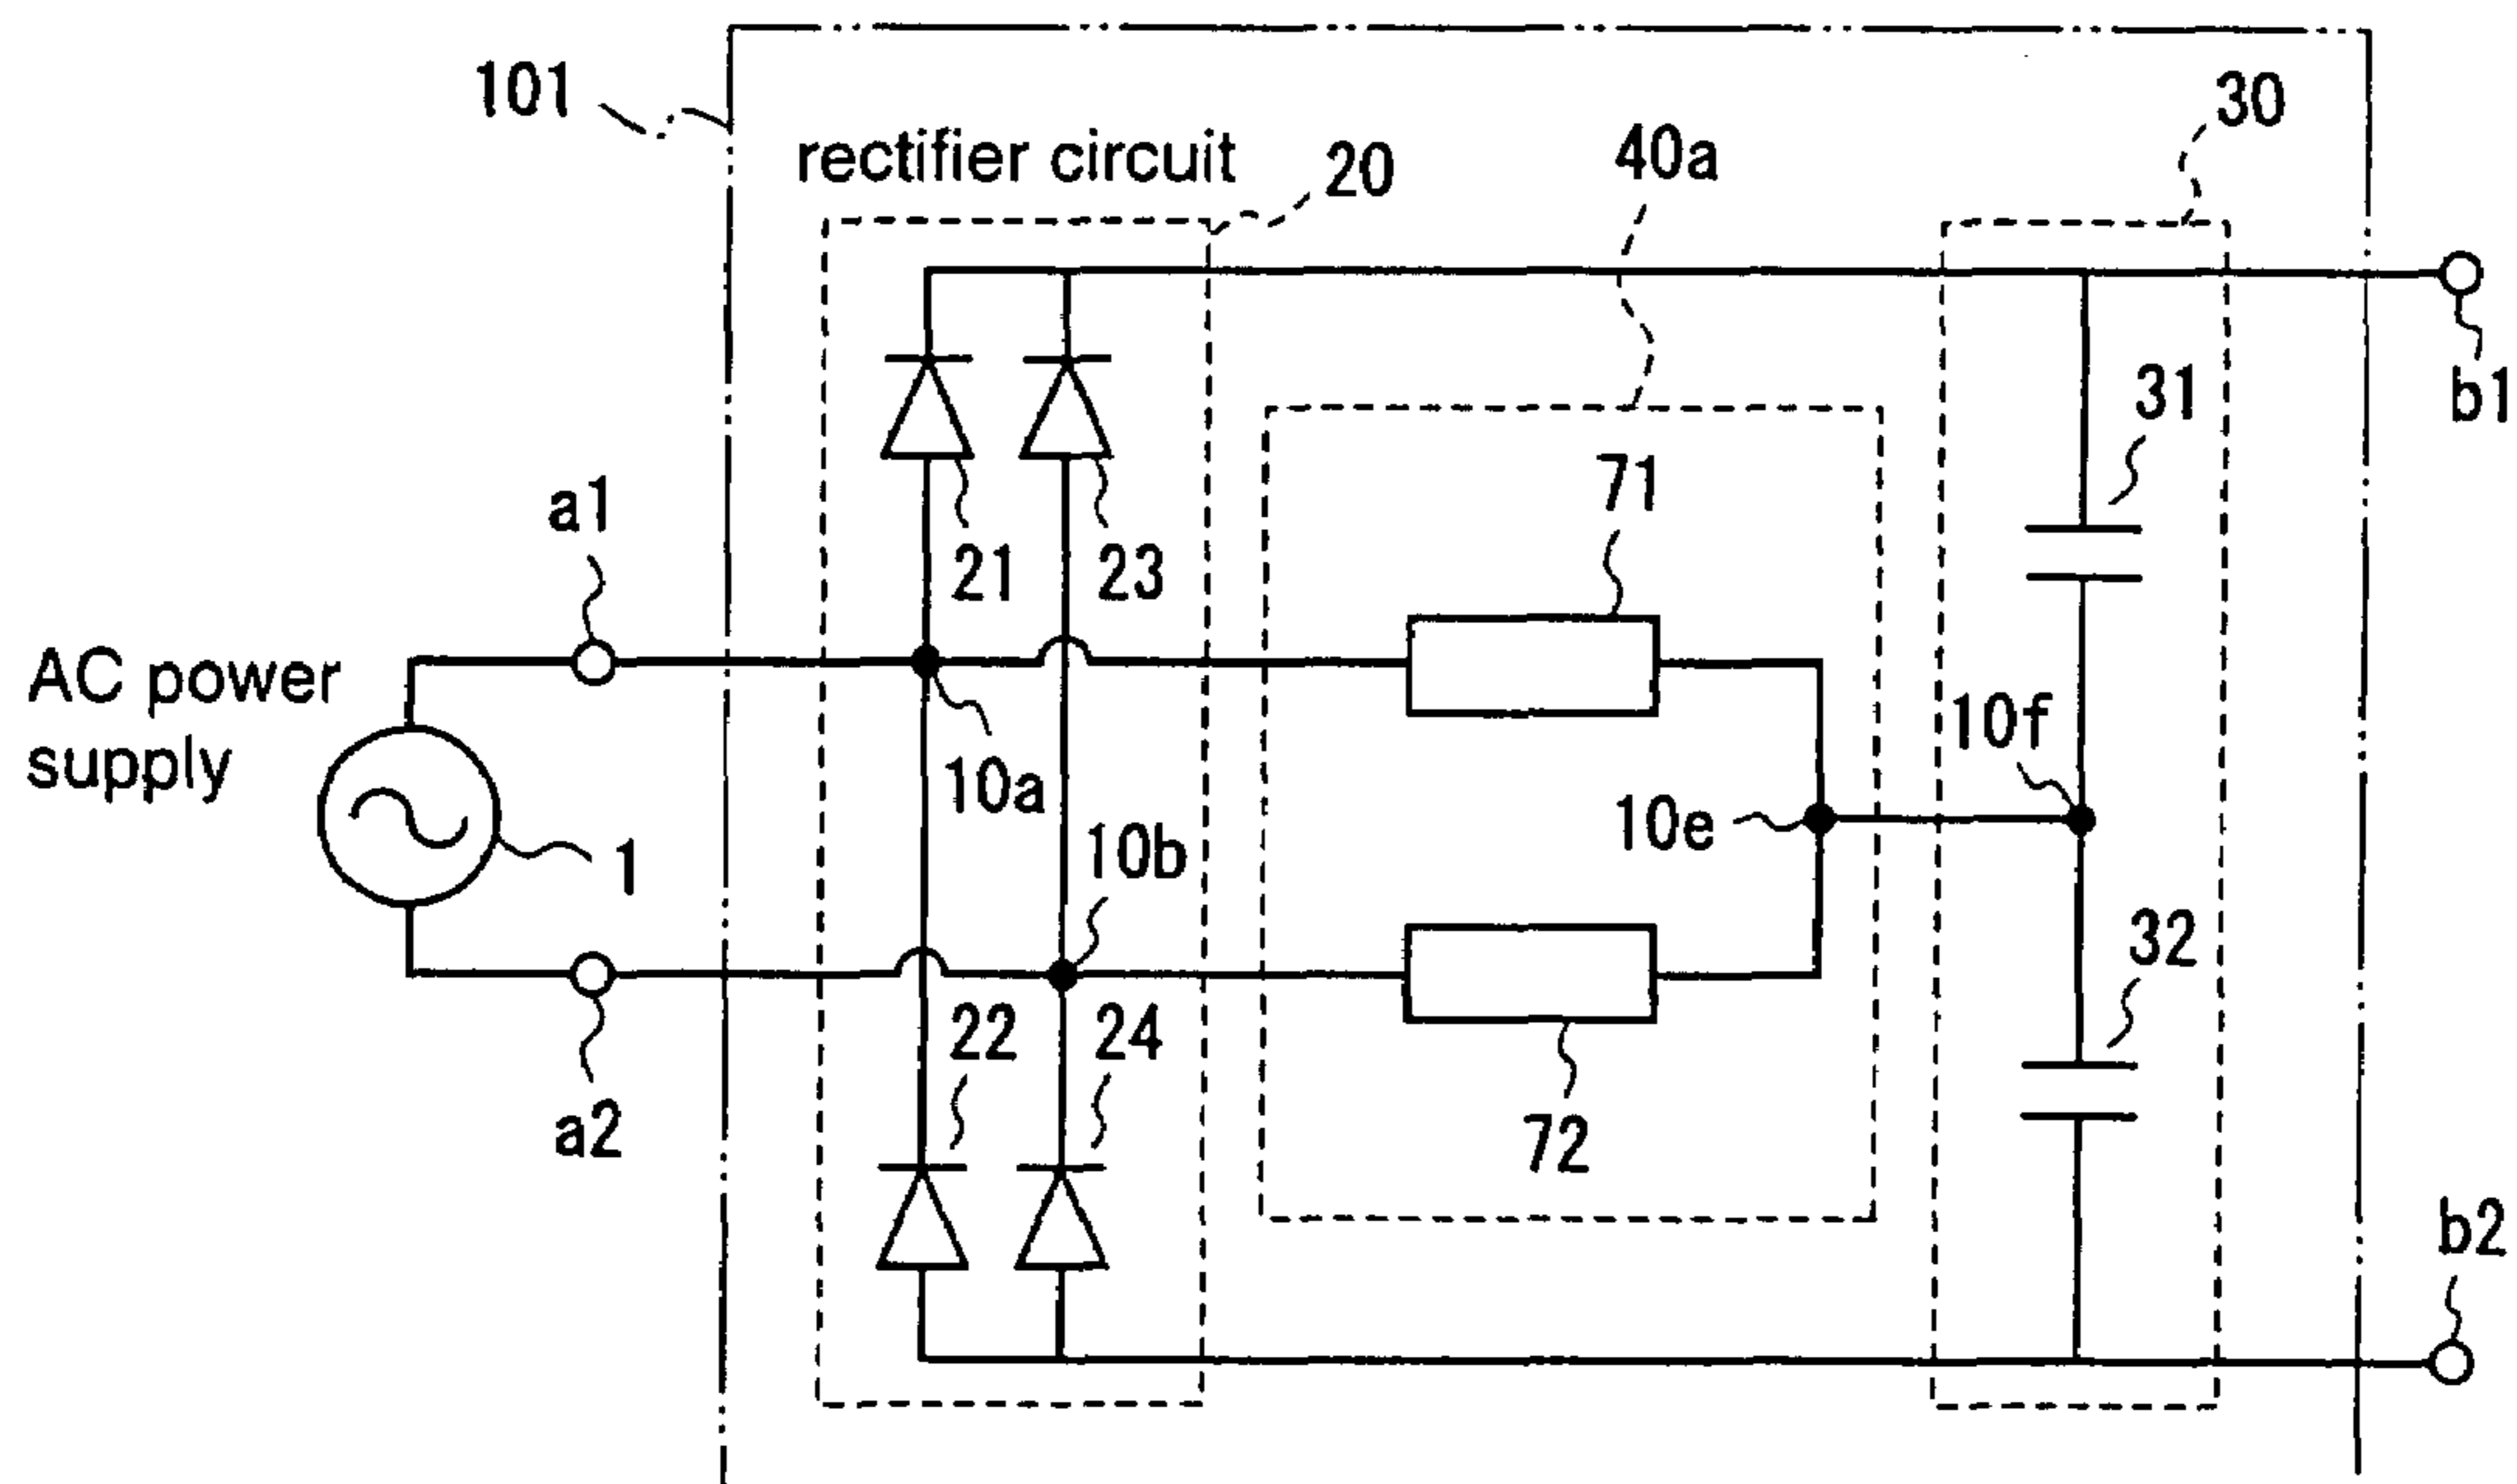 101
30
rectifier circuit
20
40a
b1
31
71
a1
21
23
AC power
supply
10f
10a
10e
10b
1
32
22
24
a2
72
b2